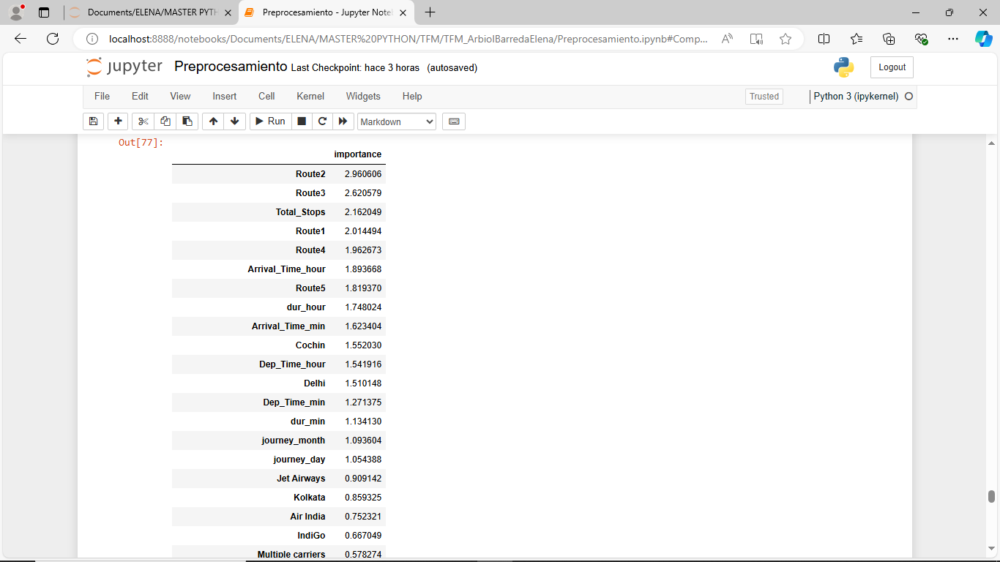 Documents/ELENA/MASTER PYTH
Preprocesamiento - Jupyter Note
localhost:8888/notebooks/Documents/ELENA/MASTER%20PYTHON/TFM/TFM_ArbiolBarredaElena/Preprocesamiento.ipynb#Comp...
jupyter Preprocesamiento Last Checkpoint: hace 3 horas (autosaved)
Logout
File Edit View Insert Cell Kernel Widgets Help
Trusted
Python 3 (ipykernel)
Run
Markdown
Out[77]:
importance
Route2 2.960606
Route3 2.620579
Total_Stops 2.162049
Route1 2.014494
Route4 1.962673
Arrival_Time_hour 1.893668
Route5 1.819370
dur_hour 1.748024
Arrival_Time_min 1.623404
Cochin 1.552030
Dep_Time_hour 1.541916
Delhi 1.510148
Dep_Time_min 1.271375
dur_min 1.134130
journey_month 1.093604
journey_day 1.054388
Jet Airways 0.909142
Kolkata 0.859325
Air India 0.752321
IndiGo 0.667049
Multiple carriers 0.578274